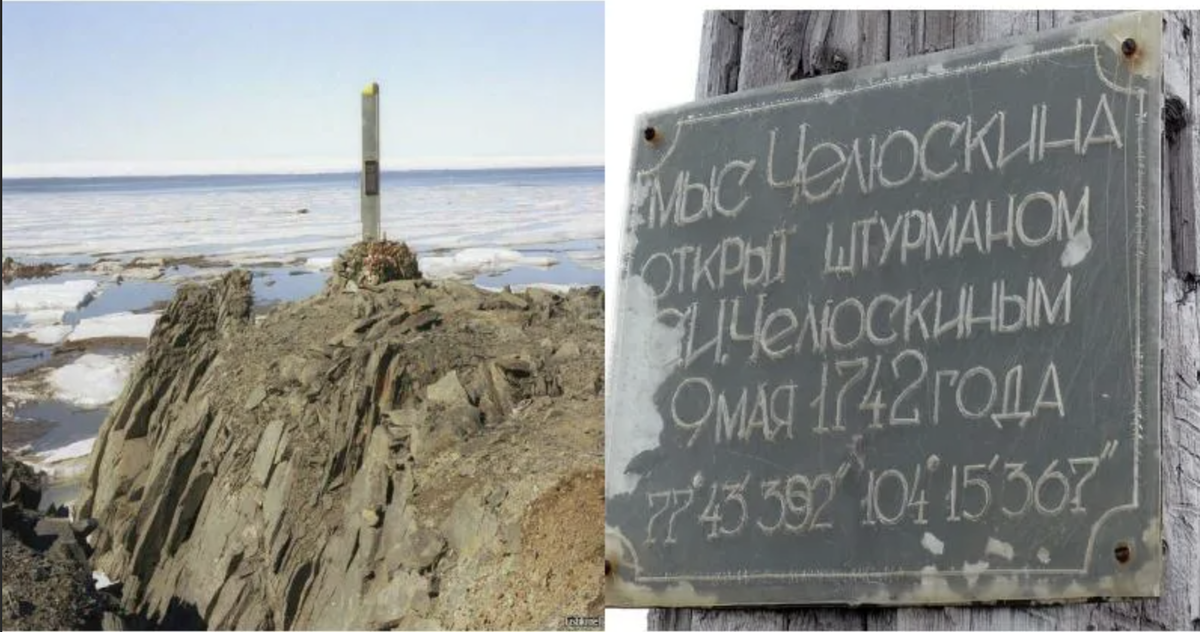 МЫС ЧЕЛЮСКИНА
ОТКРЫТ ШТУРМАНОМ
С.И.ЧЕЛЮСКИНЫМ
9 МАЯ 1742 ГОДА
77° 43' 392" 104° 15' 367"